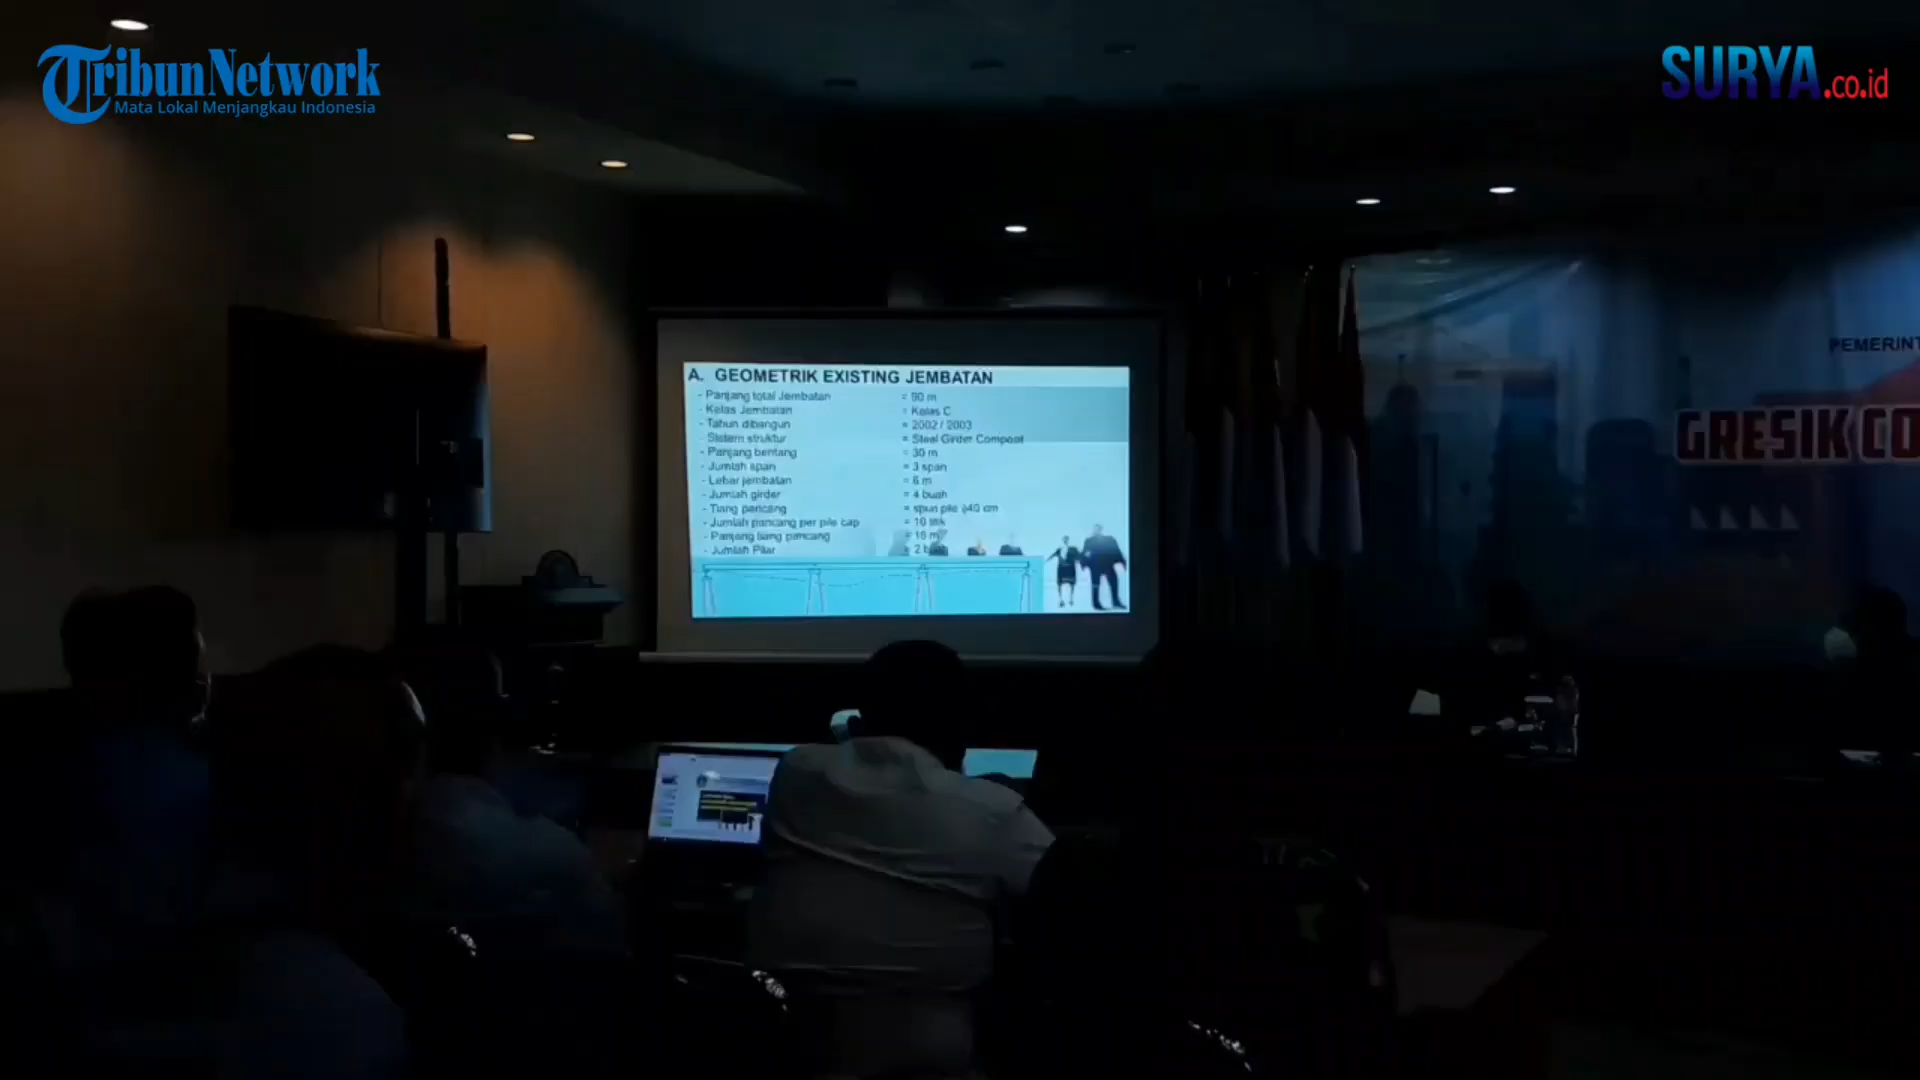 TribunNetwork
Mata Lokal Menjangkau Indonesia
SURYA.co.id
PEMERINT
GRESIK CO
A. GEOMETRIK EXISTING JEMBATAN
- Panjang total Jembatan = 90 m
- Kelas Jembatan = Kelas C
- Tahun dibangun = 2002 / 2003
- Sistem struktur = Steel Girder Composit
- Panjang bentang = 30 m
- Jumlah span = 3 span
- Lebar jembatan = 6 m
- Jumlah girder = 4 buah
- Tiang pancang = spun pile ϕ40 cm
- Jumlah pancang per pile cap = 10 titik
- Panjang tiang pancang = 16 m
- Jumlah Pilar = 2